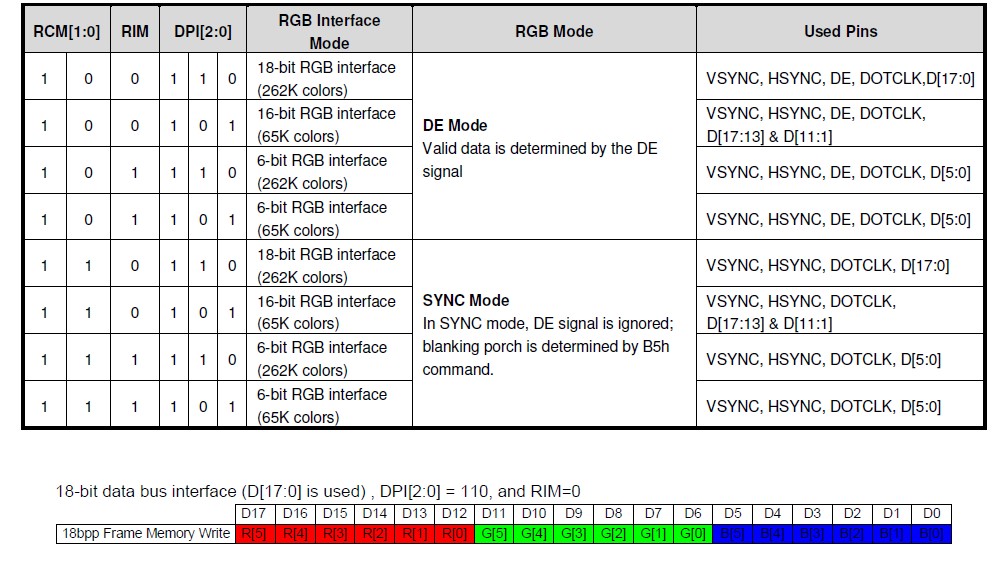 RCM[1:0] RIM DPI[2:0] RGB Interface Mode RGB Mode Used Pins
1 0 0 1 1 0 18-bit RGB interface (262K colors) VSYNC, HSYNC, DE, DOTCLK,D[17:0]
1 0 0 1 0 1 16-bit RGB interface (65K colors) VSYNC, HSYNC, DE, DOTCLK, D[17:13] & D[11:1]
DE Mode
Valid data is determined by the DE
signal
1 0 1 1 1 0 6-bit RGB interface (262K colors) VSYNC, HSYNC, DE, DOTCLK, D[5:0]
1 0 1 1 0 1 6-bit RGB interface (65K colors) VSYNC, HSYNC, DE, DOTCLK, D[5:0]
1 1 0 1 1 0 18-bit RGB interface (262K colors) VSYNC, HSYNC, DOTCLK, D[17:0]
1 1 0 1 0 1 16-bit RGB interface (65K colors) VSYNC, HSYNC, DOTCLK, D[17:13] & D[11:1]
SYNC Mode
In SYNC mode, DE signal is ignored;
blanking porch is determined by B5h
command.
1 1 1 1 1 0 6-bit RGB interface (262K colors) VSYNC, HSYNC, DOTCLK, D[5:0]
1 1 1 1 0 1 6-bit RGB interface (65K colors) VSYNC, HSYNC, DOTCLK, D[5:0]
18-bit data bus interface (D[17:0] is used) , DPI[2:0] = 110, and RIM=0
D17 D16 D15 D14 D13 D12 D11 D10 D9 D8 D7 D6 D5 D4 D3 D2 D1 D0
18bpp Frame Memory Write R[5] R[4] R[3] R[2] R[1] R[0] G[5] G[4] G[3] G[2] G[1] G[0] B[5] B[4] B[3] B[2] B[1] B[0]